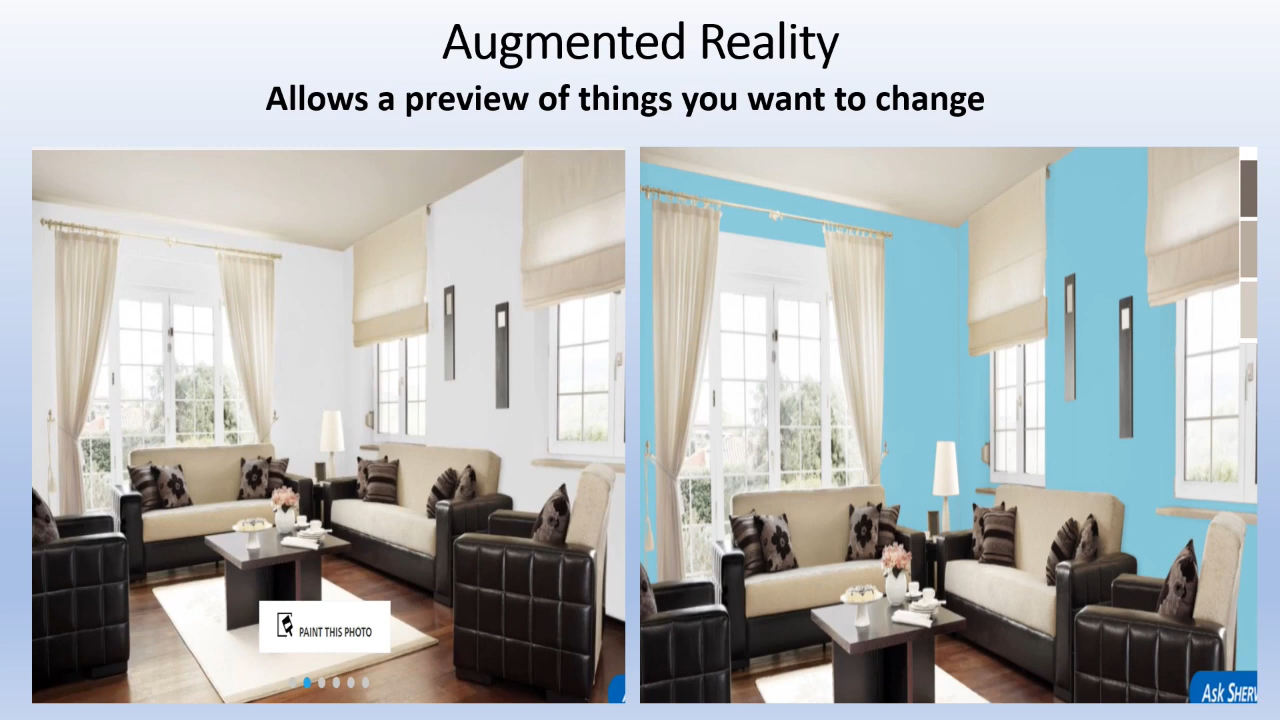 Augmented Reality
Allows a preview of things you want to change
PAINT THIS PHOTO
Ask SHERW